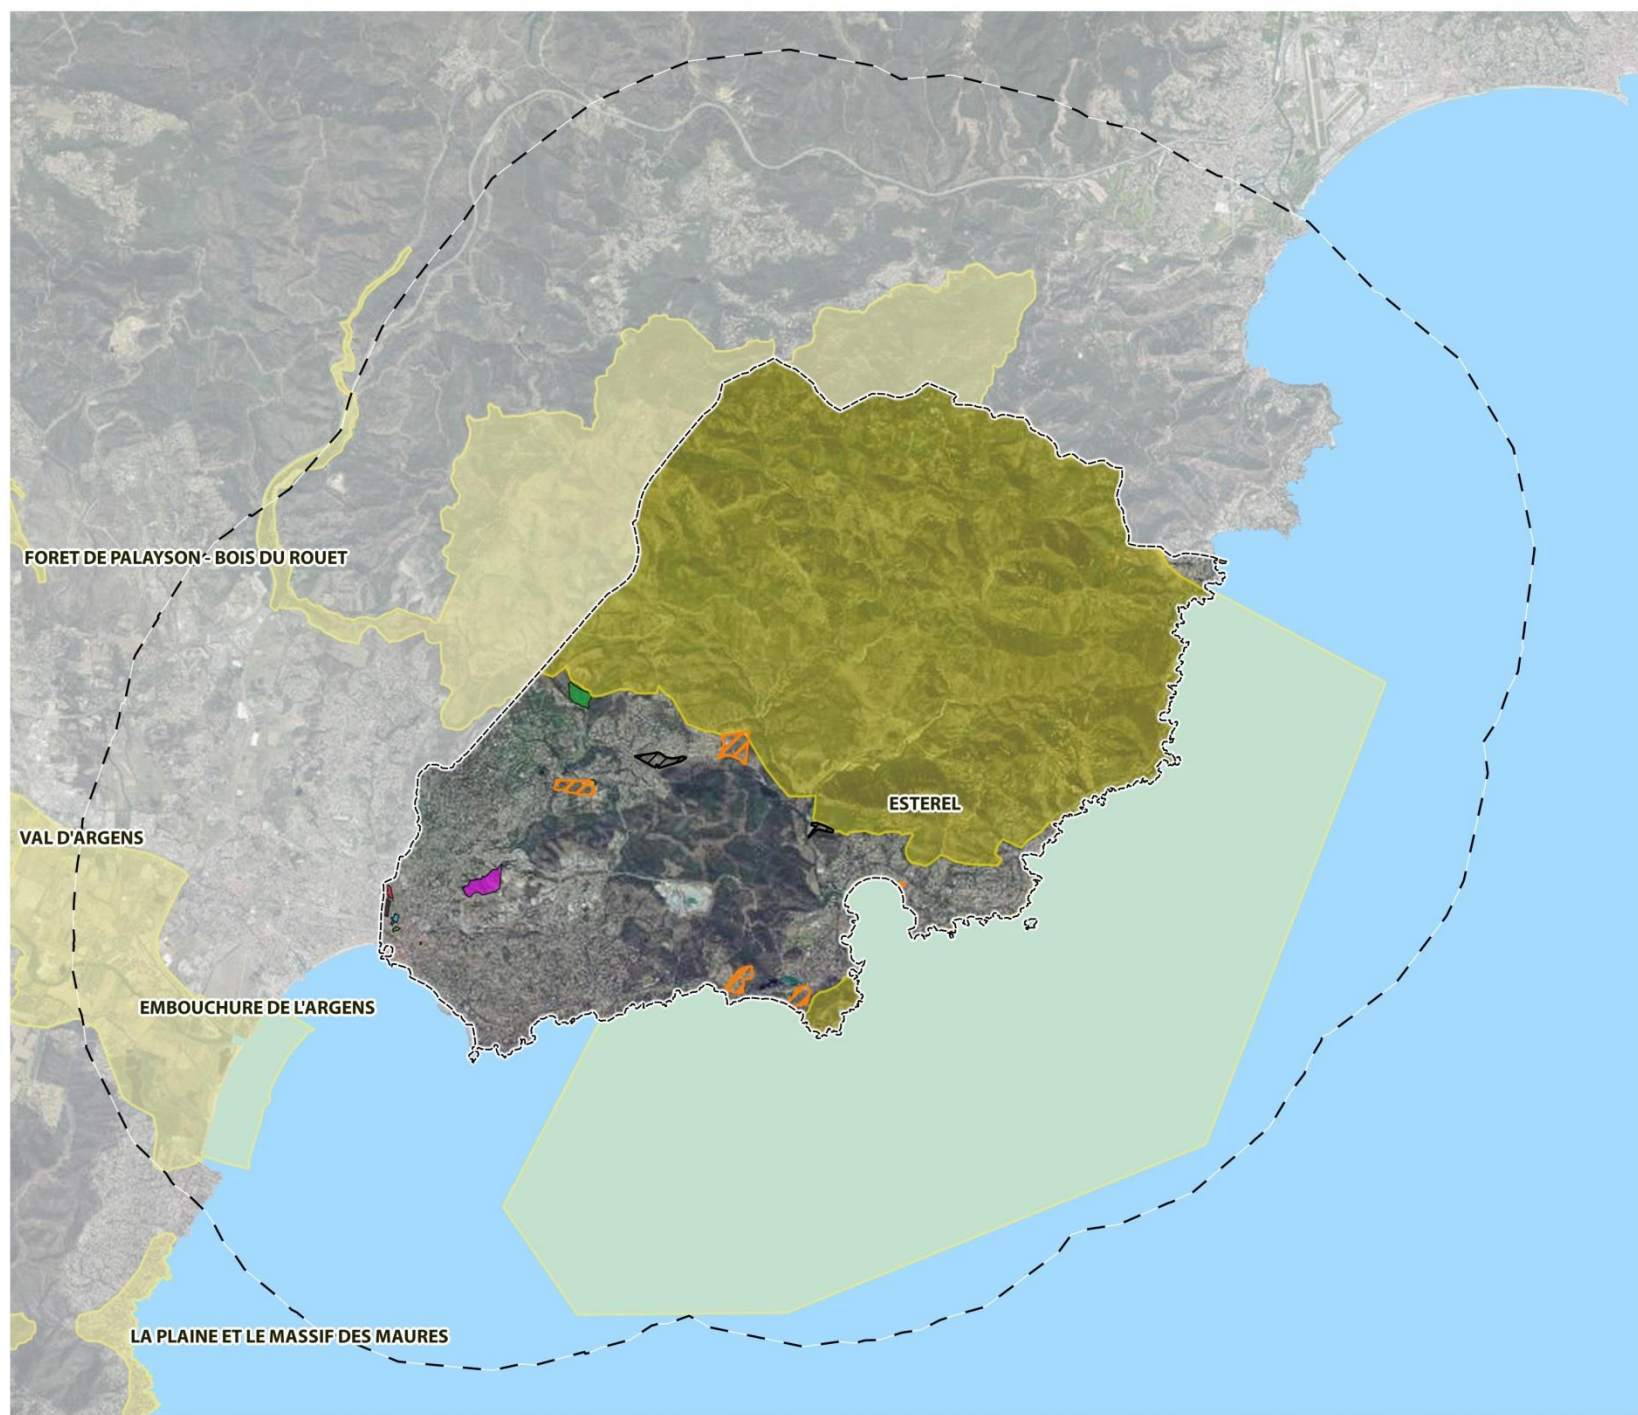 FORET DE PALAYSON - BOIS DU ROUET
ESTEREL
VAL D'ARGENS
EMBOUCHURE DE L'ARGENS
LA PLAINE ET LE MASSIF DES MAURES